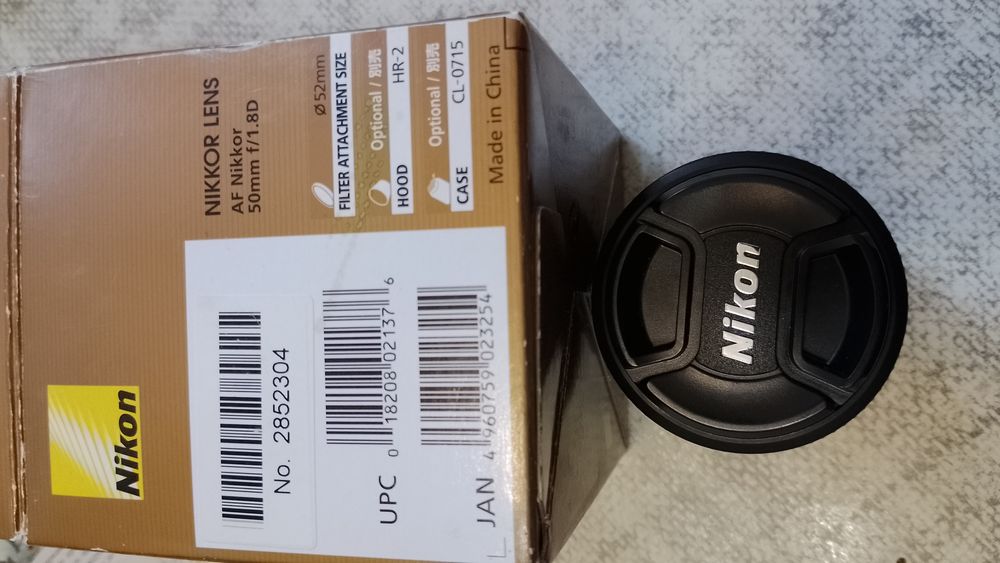 Nikon
NIKKOR LENS
AF Nikkor
50mm f/1.8D
Ø 52mm
FILTER ATTACHMENT SIZE
Optional / 別売
HOOD HR-2
Optional / 別売
CASE CL-0715
Made in China
No. 2852304
UPC 0 18208 02137 6
JAN 4 960759 023254
Nikon